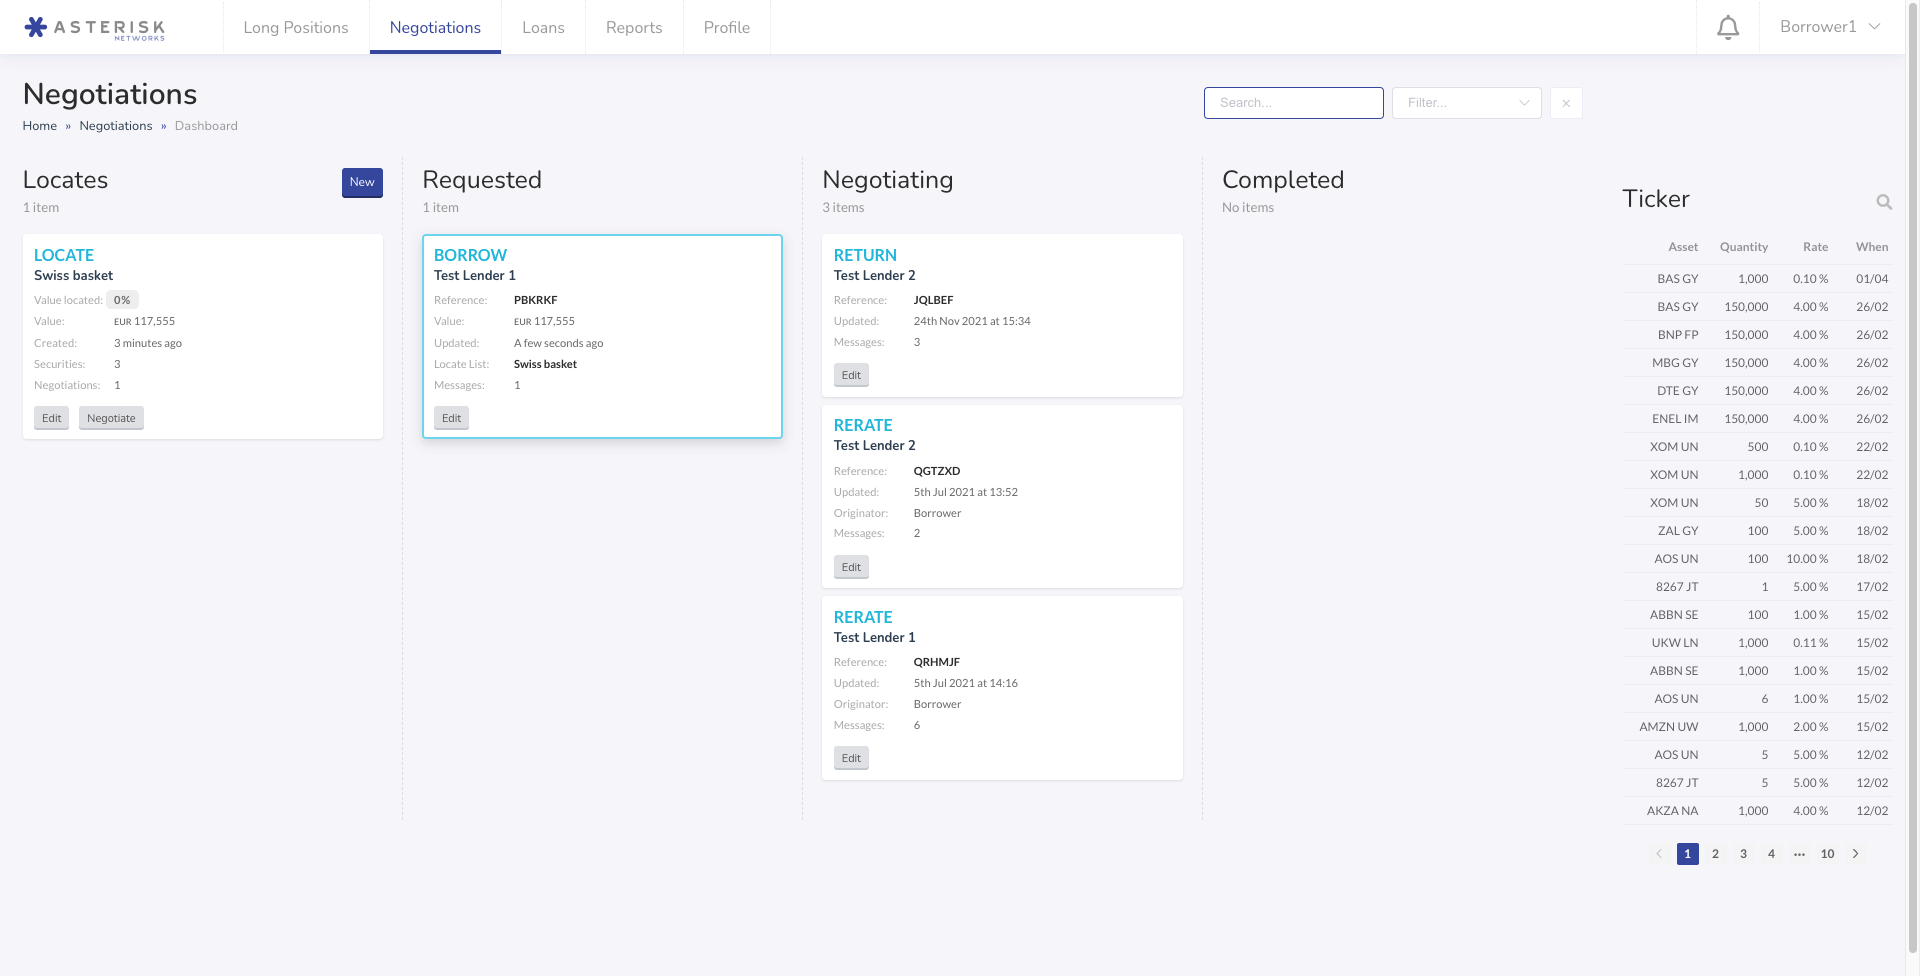 ASTERISK
NETWORKS
Long Positions
Negotiations
Loans
Reports
Profile
Borrower1
Negotiations
Home » Negotiations » Dashboard
Search...
Filter...
Locates
1 item
New
LOCATE
Swiss basket
Value located: 0%
Value: EUR 117,555
Created: 3 minutes ago
Securities: 3
Negotiations: 1
Edit Negotiate
Requested
1 item
BORROW
Test Lender 1
Reference: PBKRKF
Value: EUR 117,555
Updated: A few seconds ago
Locate List: Swiss basket
Messages: 1
Edit
Negotiating
3 items
RETURN
Test Lender 2
Reference: JQLBEF
Updated: 24th Nov 2021 at 15:34
Messages: 3
Edit
RERATE
Test Lender 2
Reference: QGTZXD
Updated: 5th Jul 2021 at 13:52
Originator: Borrower
Messages: 2
Edit
RERATE
Test Lender 1
Reference: QRHMJF
Updated: 5th Jul 2021 at 14:16
Originator: Borrower
Messages: 6
Edit
Completed
No items
Ticker
Asset Quantity Rate When
BAS GY 1,000 0.10 % 01/04
BAS GY 150,000 4.00 % 26/02
BNP FP 150,000 4.00 % 26/02
MBG GY 150,000 4.00 % 26/02
DTE GY 150,000 4.00 % 26/02
ENEL IM 150,000 4.00 % 26/02
XOM UN 500 0.10 % 22/02
XOM UN 1,000 0.10 % 22/02
XOM UN 50 5.00 % 18/02
ZAL GY 100 5.00 % 18/02
AOS UN 100 10.00 % 18/02
8267 JT 1 5.00 % 17/02
ABBN SE 100 1.00 % 15/02
UKW LN 1,000 0.11 % 15/02
ABBN SE 1,000 1.00 % 15/02
AOS UN 6 1.00 % 15/02
AMZN UW 1,000 2.00 % 15/02
AOS UN 5 5.00 % 12/02
8267 JT 5 5.00 % 12/02
AKZA NA 1,000 4.00 % 12/02
1 2 3 4 ••• 10